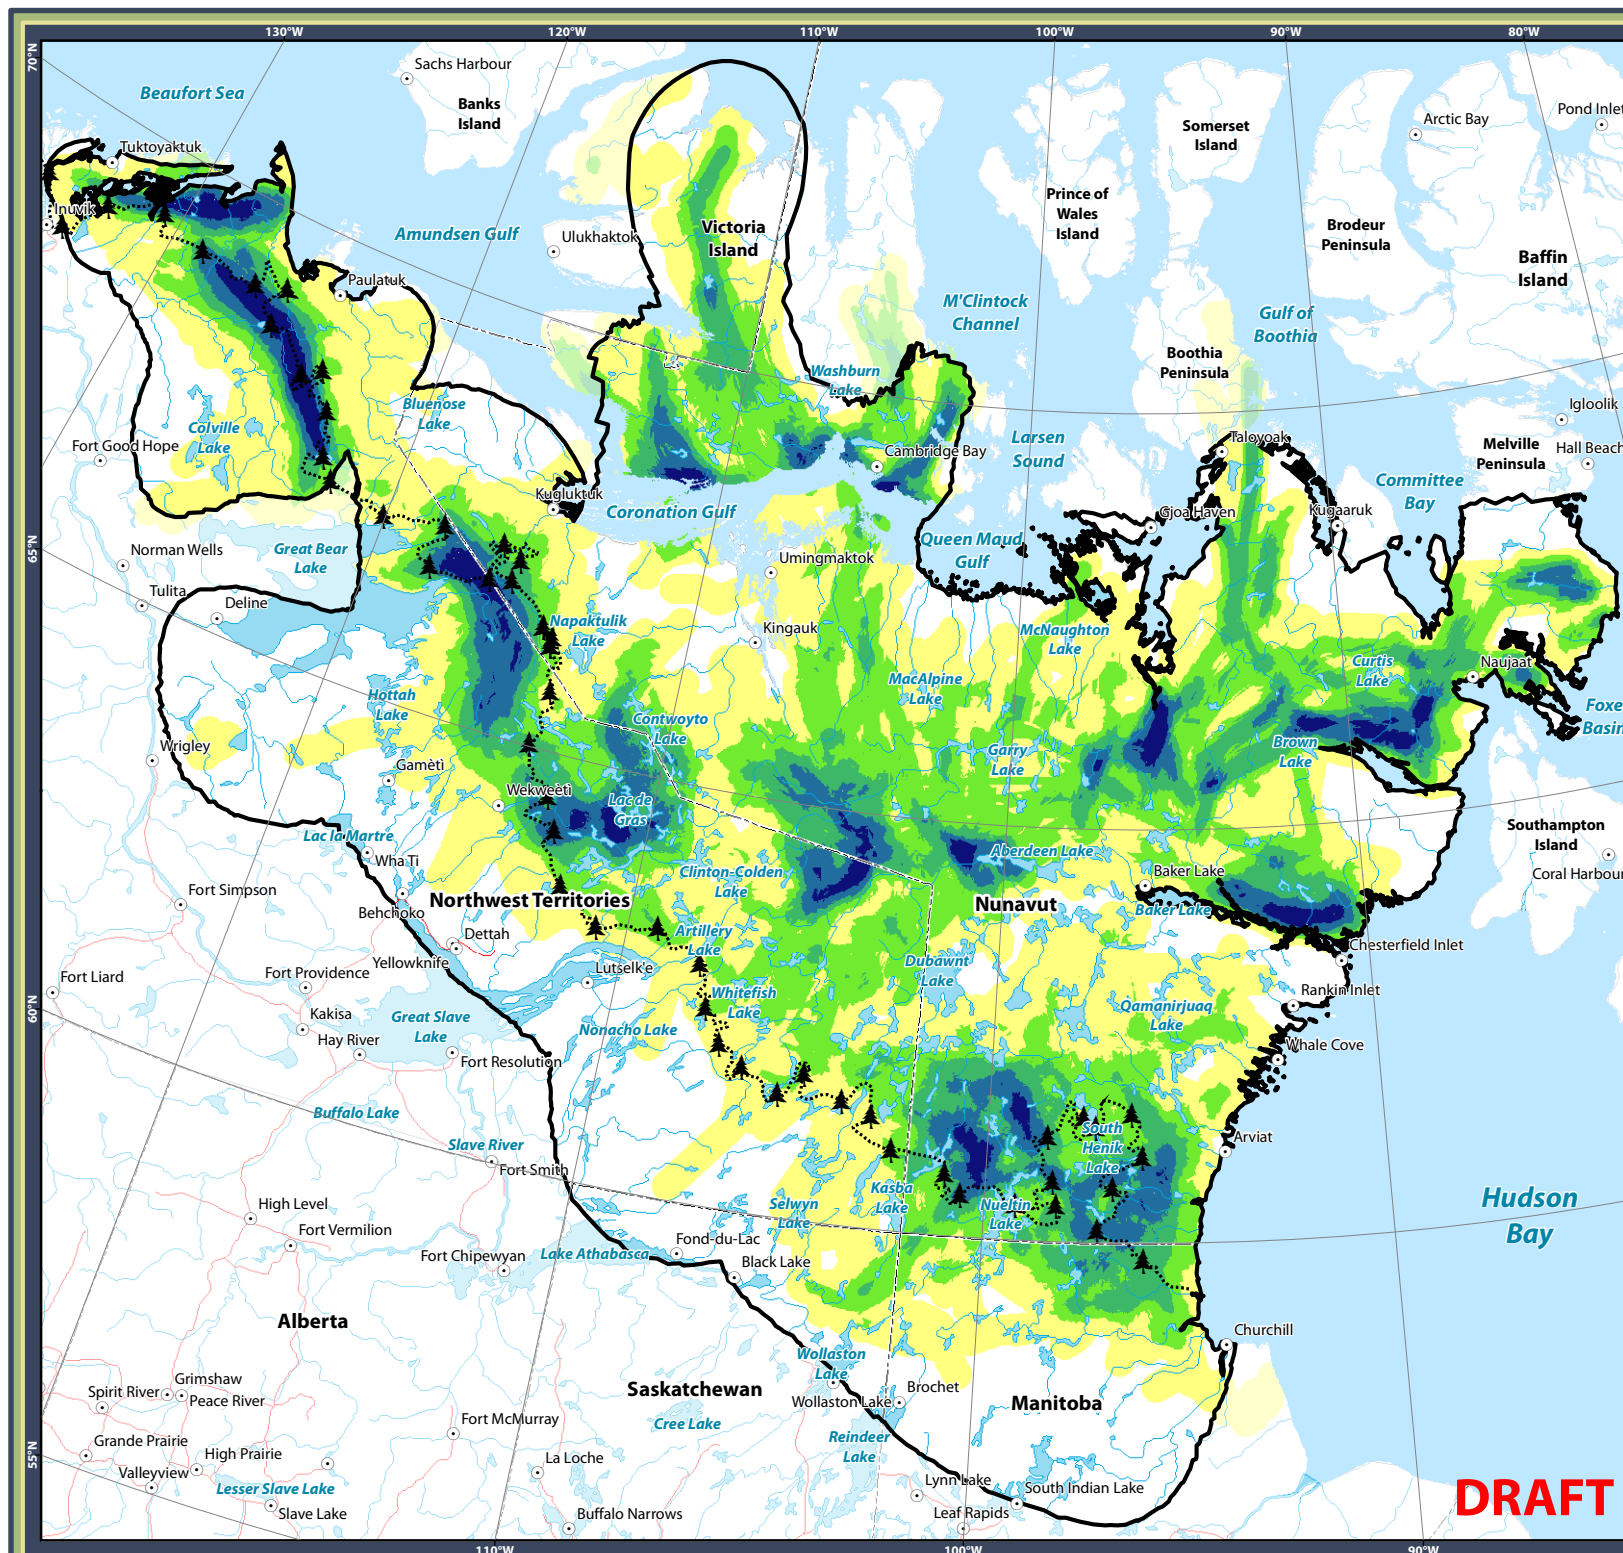 130°W
120°W
110°W
100°W
90°W
80°W
70°N
65°N
60°N
55°N
Sachs Harbour
Banks
Island
Beaufort Sea
Tuktoyaktuk
Inuvik
Amundsen Gulf
Ulukhaktok
Paulatuk
Victoria
Island
Prince of
Wales
Island
Somerset
Island
Arctic Bay
Pond Inlet
Brodeur
Peninsula
Baffin
Island
M'Clintock
Channel
Gulf of
Boothia
Boothia
Peninsula
Washburn
Lake
Bluenose
Lake
Colville
Lake
Fort Good Hope
Igloolik
Melville
Peninsula
Hall Beach
Larsen
Sound
Taloyoak
Cambridge Bay
Committee
Bay
Kugluktuk
Coronation Gulf
Gjoa Haven
Kugaaruk
Queen Maud
Gulf
Norman Wells
Great Bear
Lake
Tulita
Deline
Umingmaktok
Kingauk
Napaktulik
Lake
McNaughton
Lake
Curtis
Lake
Naujaat
Hottah
Lake
MacAlpine
Lake
Contwoyto
Lake
Foxe
Basin
Wrigley
Gamètì
Garry
Lake
Brown
Lake
Wekweètì
Lac de
Gras
Lac la Martre
Wha Ti
Aberdeen Lake
Southampton
Island
Coral Harbour
Clinton-Colden
Lake
Baker Lake
Fort Simpson
Behchoko
Northwest Territories
Nunavut
Baker Lake
Dettah
Artillery
Lake
Chesterfield Inlet
Yellowknife
Fort Liard
Fort Providence
Lutselk'e
Dubawnt
Lake
Rankin Inlet
Kakisa
Great Slave
Lake
Whitefish
Lake
Qamanirjuaq
Lake
Hay River
Nonacho Lake
Whale Cove
Fort Resolution
Buffalo Lake
Slave River
South
Henik
Lake
Arviat
Fort Smith
Kasba
Lake
Selwyn
Lake
Nueltin
Lake
Hudson
Bay
High Level
Fort Vermilion
Fort Chipewyan
Lake Athabasca
Fond-du-Lac
Black Lake
Alberta
Churchill
Wollaston
Lake
Grimshaw
Spirit River
Peace River
Saskatchewan
Wollaston Lake
Brochet
Manitoba
Cree Lake
Fort McMurray
Reindeer
Lake
Grande Prairie
High Prairie
Valleyview
La Loche
Lesser Slave Lake
Slave Lake
Lynn Lake
South Indian Lake
Buffalo Narrows
Leaf Rapids
DRAFT
110°W
100°W
90°W